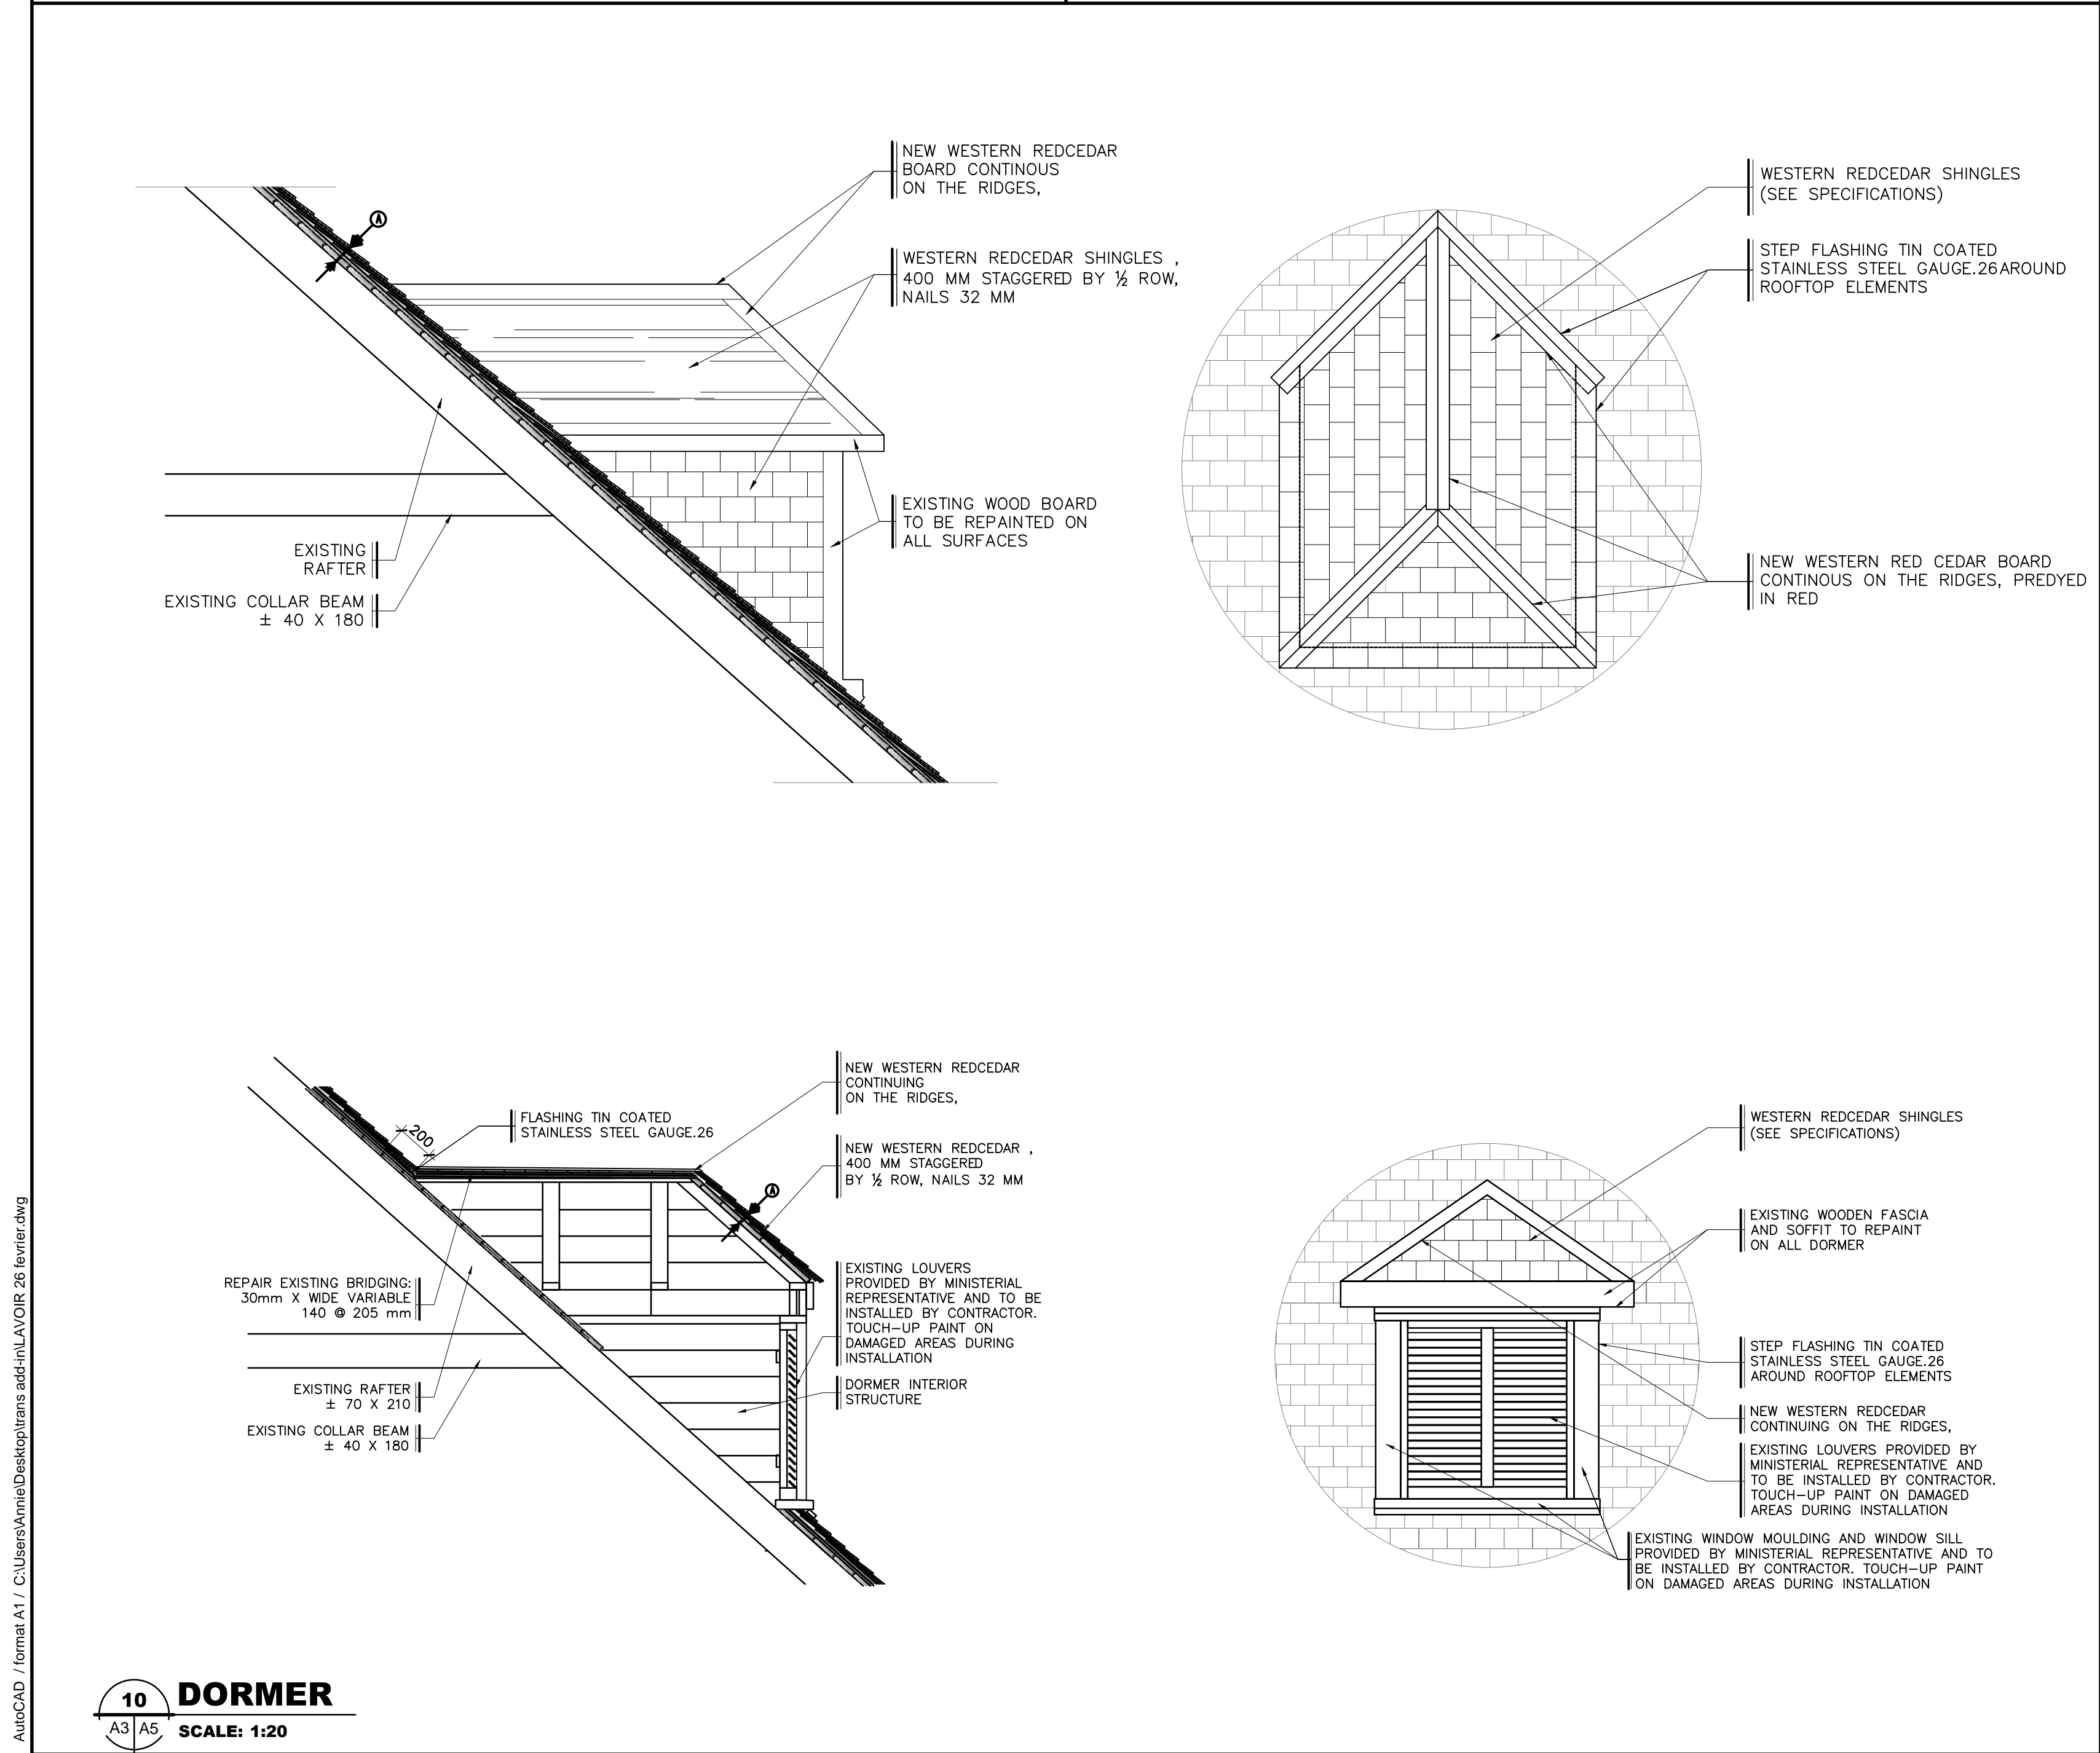 NEW WESTERN REDCEDAR
BOARD CONTINOUS
ON THE RIDGES,
A
WESTERN REDCEDAR SHINGLES ,
400 MM STAGGERED BY ½ ROW,
NAILS 32 MM
EXISTING WOOD BOARD
TO BE REPAINTED ON
ALL SURFACES
EXISTING
RAFTER
EXISTING COLLAR BEAM
± 40 X 180
WESTERN REDCEDAR SHINGLES
(SEE SPECIFICATIONS)
STEP FLASHING TIN COATED
STAINLESS STEEL GAUGE.26AROUND
ROOFTOP ELEMENTS
NEW WESTERN RED CEDAR BOARD
CONTINOUS ON THE RIDGES, PREDYED
IN RED
NEW WESTERN REDCEDAR
CONTINUING
ON THE RIDGES,
FLASHING TIN COATED
STAINLESS STEEL GAUGE.26
200
NEW WESTERN REDCEDAR ,
400 MM STAGGERED
BY ½ ROW, NAILS 32 MM
A
EXISTING LOUVERS
PROVIDED BY MINISTERIAL
REPRESENTATIVE AND TO BE
INSTALLED BY CONTRACTOR.
TOUCH-UP PAINT ON
DAMAGED AREAS DURING
INSTALLATION
DORMER INTERIOR
STRUCTURE
REPAIR EXISTING BRIDGING:
30mm X WIDE VARIABLE
140 @ 205 mm
EXISTING RAFTER
± 70 X 210
EXISTING COLLAR BEAM
± 40 X 180
WESTERN REDCEDAR SHINGLES
(SEE SPECIFICATIONS)
EXISTING WOODEN FASCIA
AND SOFFIT TO REPAINT
ON ALL DORMER
STEP FLASHING TIN COATED
STAINLESS STEEL GAUGE.26
AROUND ROOFTOP ELEMENTS
NEW WESTERN REDCEDAR
CONTINUING ON THE RIDGES,
EXISTING LOUVERS PROVIDED BY
MINISTERIAL REPRESENTATIVE AND
TO BE INSTALLED BY CONTRACTOR.
TOUCH-UP PAINT ON DAMAGED
AREAS DURING INSTALLATION
EXISTING WINDOW MOULDING AND WINDOW SILL
PROVIDED BY MINISTERIAL REPRESENTATIVE AND TO
BE INSTALLED BY CONTRACTOR. TOUCH-UP PAINT
ON DAMAGED AREAS DURING INSTALLATION
10
A3 A5
DORMER
SCALE: 1:20
AutoCAD / format A1 / C:\Users\Annie\Desktop\trans add-in\LAVOIR 26 fevrier.dwg